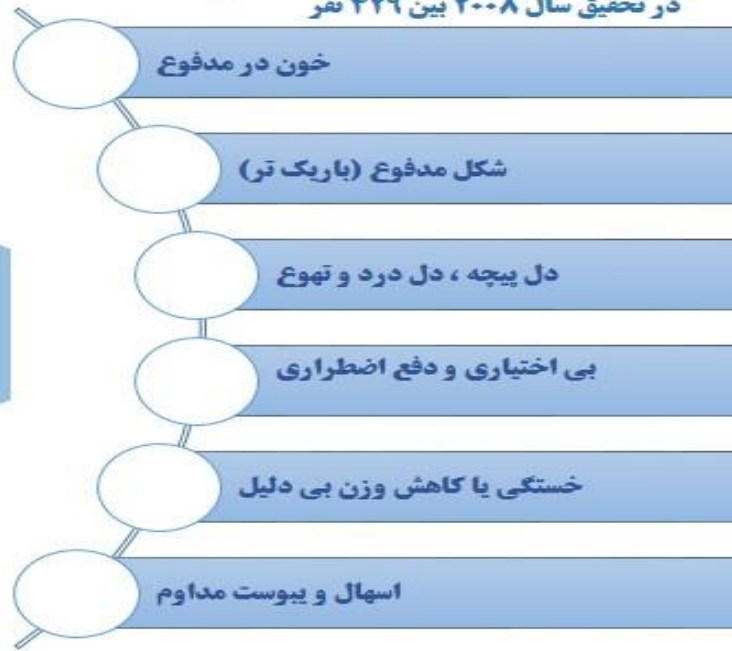 در تحقیق سال ۲۰۰۸ بین ۳۲۹ نفر
خون در مدفوع
شکل مدفوع (باریک تر)
دل پیچه ، دل درد و تهوع
بی اختیاری و دفع اضطراری
خستگی یا کاهش وزن بی دلیل
اسهال و یبوست مداوم